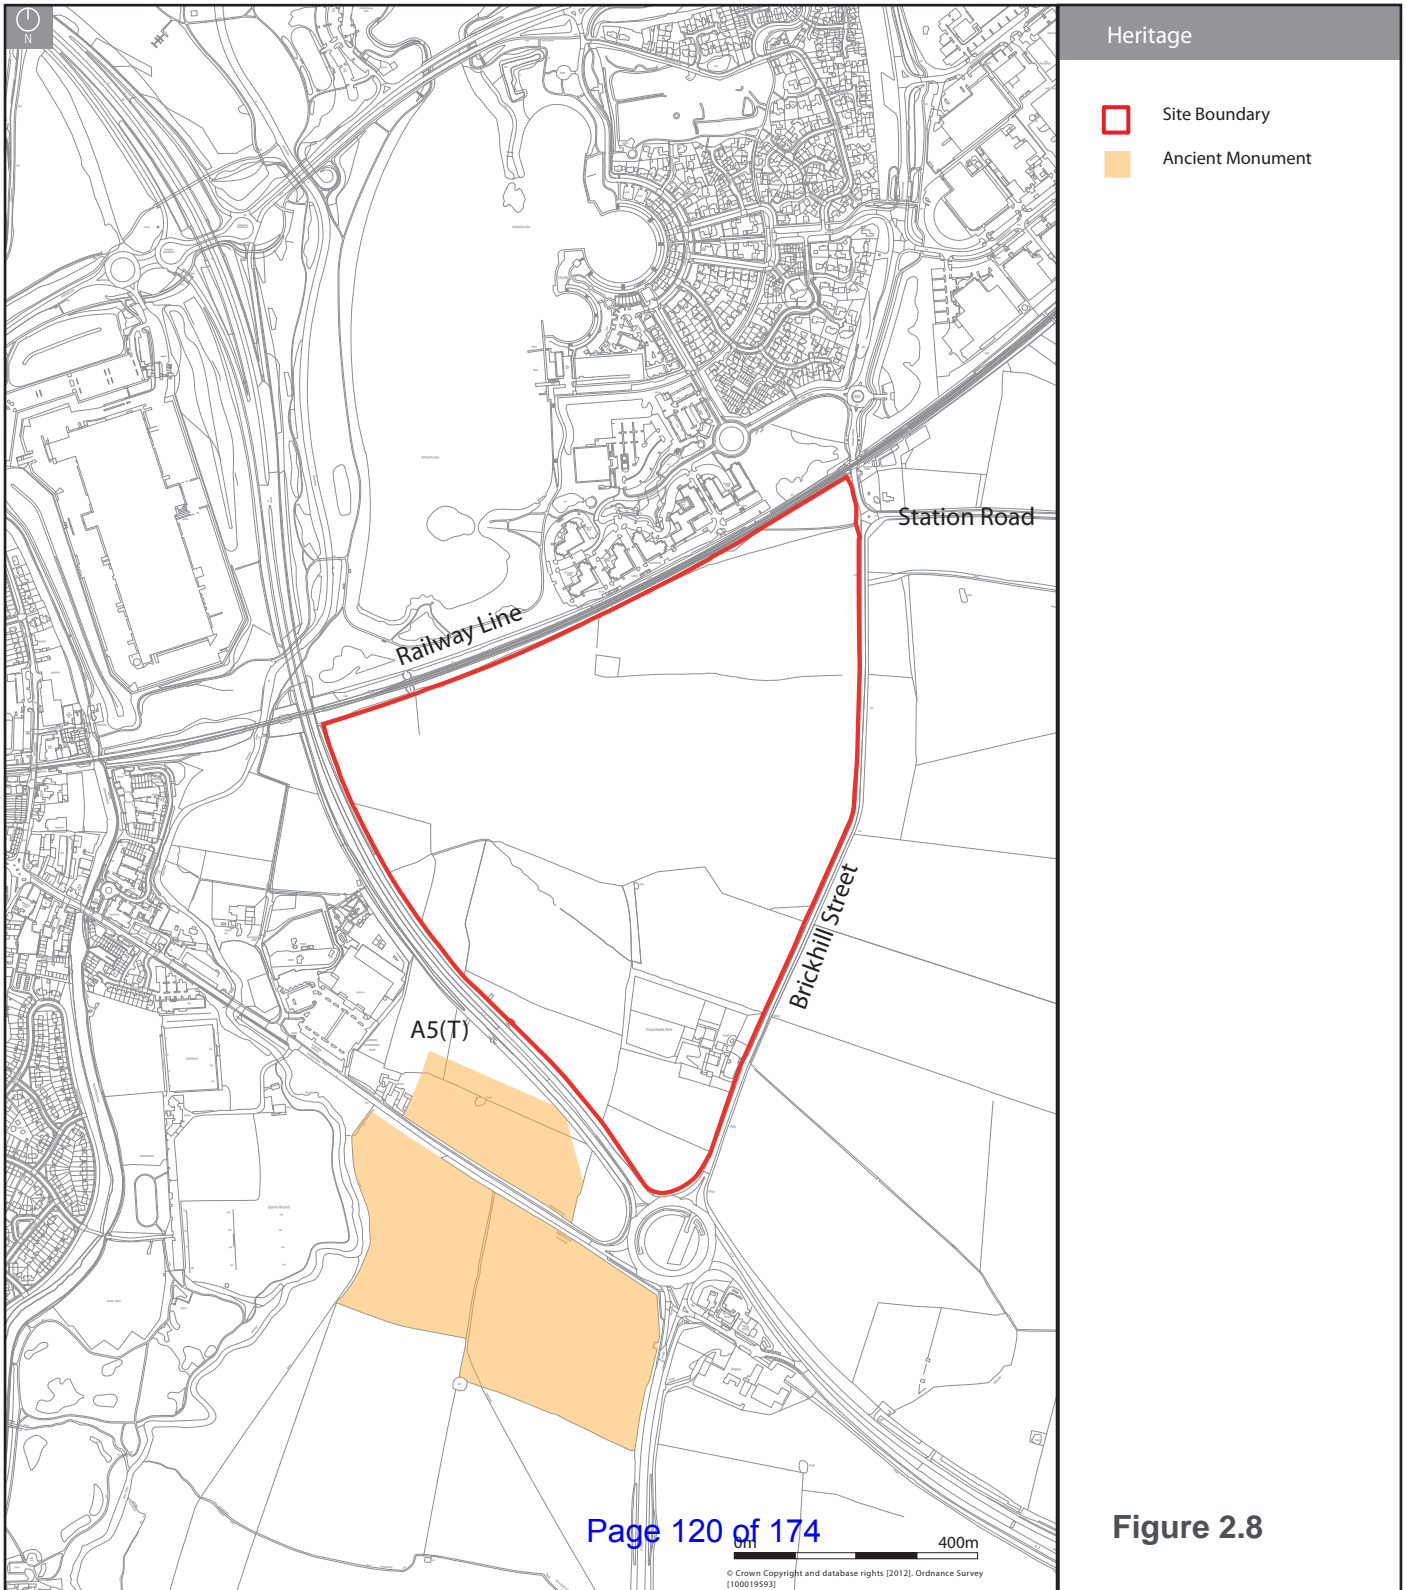 N
Heritage
Site Boundary
Ancient Monument
Station Road
Railway Line
Brickhill Street
A5(T)
Page 120 of 174
0m 400m
© Crown Copyright and database rights [2012]. Ordnance Survey
[100019593]
Figure 2.8